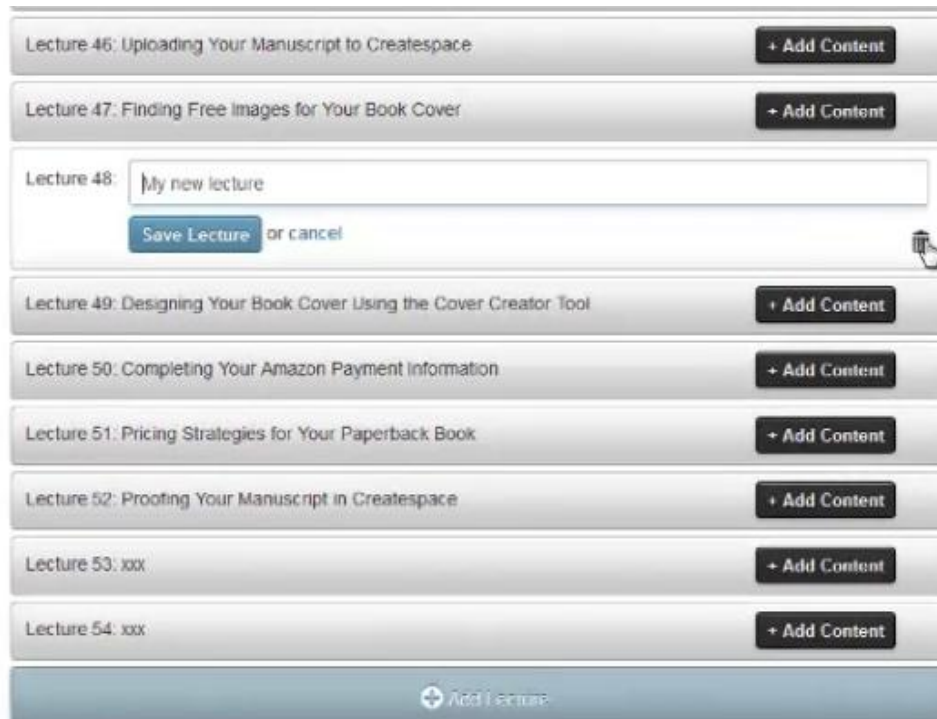 Lecture 46: Uploading Your Manuscript to Createspace + Add Content
Lecture 47: Finding Free Images for Your Book Cover + Add Content
Lecture 48: My new lecture
Save Lecture or cancel
Lecture 49: Designing Your Book Cover Using the Cover Creator Tool + Add Content
Lecture 50: Completing Your Amazon Payment Information + Add Content
Lecture 51: Pricing Strategies for Your Paperback Book + Add Content
Lecture 52: Proofing Your Manuscript in Createspace + Add Content
Lecture 53: xxx + Add Content
Lecture 54: xxx + Add Content
Add Lecture